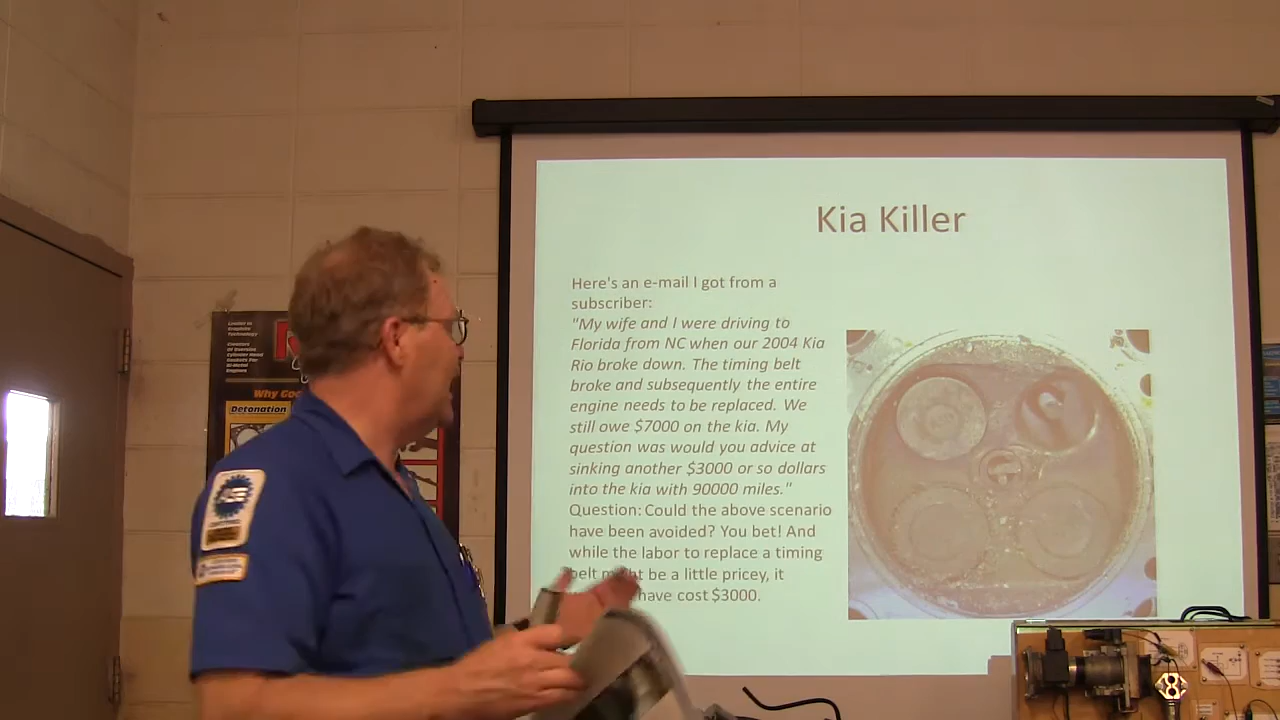 Kia Killer
Here's an e-mail I got from a
subscriber:
"My wife and I were driving to
Florida from NC when our 2004 Kia
Rio broke down. The timing belt
broke and subsequently the entire
engine needs to be replaced. We
still owe $7000 on the kia. My
question was would you advice at
sinking another $3000 or so dollars
into the kia with 90000 miles."
Question: Could the above scenario
have been avoided? You bet! And
while the labor to replace a timing
belt might be a little pricey, it
have cost $3000.
Why Goo
Detonation